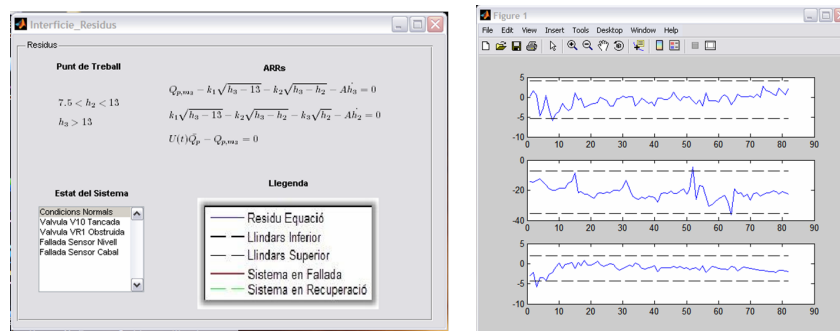 Interficie_Residus
Residus
Punt de Treball
7.5 < h₂ < 13
h₃ > 13
ARRs
Q_{p,m3} − k₁√(h₃ − 13) − k₂√(h₃ − h₂) − Aḣ₃ = 0
k₁√(h₃ − 13) − k₂√(h₃ − h₂) − k₃√h₂ − Aḣ₂ = 0
U(t)Q̄ₚ − Q_{p,m3} = 0
Estat del Sistema
Condicions Normals
Valvula V10 Tancada
Valvula VR1 Obstruida
Fallada Sensor Nivell
Fallada Sensor Cabal
Llegenda
Residu Equació
Llindars Inferior
Llindars Superior
Sistema en Fallada
Sistema en Recuperació
Figure 1
File Edit View Insert Tools Desktop Window Help
5
0
-5
-10
0 10 20 30 40 50 60 70 80 90
0
-20
-40
0 10 20 30 40 50 60 70 80 90
5
0
-5
-10
0 10 20 30 40 50 60 70 80 90